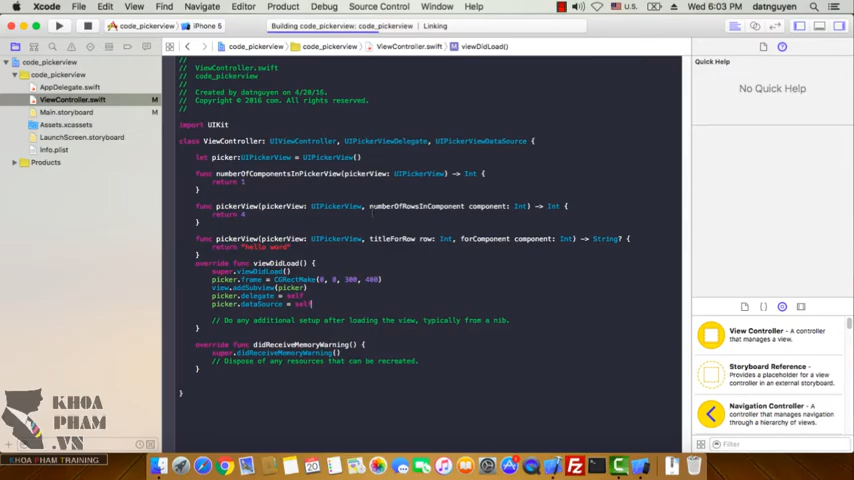 Xcode File Edit View Find Navigate Editor Product Debug Source Control Window Help
Wed 6:03 PM datnguyen
code_pickerview iPhone 5
Building code_pickerview: code_pickerview Linking
code_pickerview code_pickerview ViewController.swift viewDidLoad()
code_pickerview
code_pickerview
AppDelegate.swift
ViewController.swift M
Main.storyboard M
Assets.xcassets
LaunchScreen.storyboard
Info.plist
Products
//
// ViewController.swift
// code_pickerview
//
// Created by datnguyen on 4/20/16.
// Copyright © 2016 com. All rights reserved.
//
import UIKit
class ViewController: UIViewController, UIPickerViewDelegate, UIPickerViewDataSource {
let picker:UIPickerView = UIPickerView()
func numberOfComponentsInPickerView(pickerView: UIPickerView) -> Int {
return 1
}
func pickerView(pickerView: UIPickerView, numberOfRowsInComponent component: Int) -> Int {
return 4
}
func pickerView(pickerView: UIPickerView, titleForRow row: Int, forComponent component: Int) -> String? {
return "hello word"
}
override func viewDidLoad() {
super.viewDidLoad()
picker.frame = CGRectMake(0, 0, 300, 400)
view.addSubview(picker)
picker.delegate = self
picker.dataSource = self
// Do any additional setup after loading the view, typically from a nib.
}
override func didReceiveMemoryWarning() {
super.didReceiveMemoryWarning()
// Dispose of any resources that can be recreated.
}
}
Quick Help
No Quick Help
View Controller - A
controller that manages a view.
Storyboard Reference -
Provides a placeholder for a view
controller in an external storyboard.
Navigation Controller - A
controller that manages navigation
through a hierarchy of views.
Filter
KHOA
PHAM
.VN
KHOA PHAM TRAINING
20